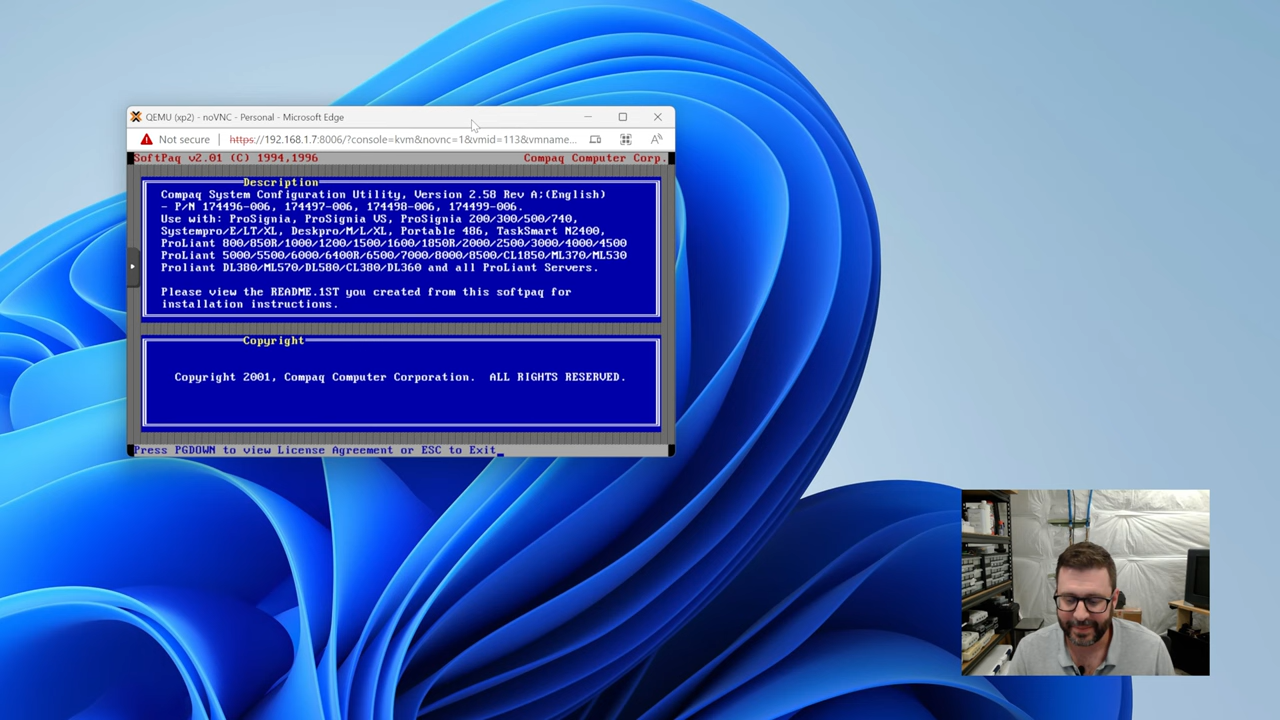 QEMU (xp2) - noVNC - Personal - Microsoft Edge
Not secure https://192.168.1.7:8006/?console=kvm&novnc=1&vmid=113&vmname...
SoftPaq v2.01 (C) 1994,1996 Compaq Computer Corp.
Description
Compaq System Configuration Utility, Version 2.58 Rev A;(English)
- P/N 174496-006, 174497-006, 174498-006, 174499-006.
Use with: ProSignia, ProSignia VS, ProSignia 200/300/500/740,
Systempro/E/LT/XL, Deskpro/M/L/XL, Portable 486, TaskSmart N2400,
ProLiant 800/850R/1000/1200/1500/1600/1850R/2000/2500/3000/4000/4500
ProLiant 5000/5500/6000/6400R/6500/7000/8000/8500/CL1850/ML370/ML530
Proliant DL380/ML570/DL580/CL380/DL360 and all ProLiant Servers.
Please view the README.1ST you created from this softpaq for
installation instructions.
Copyright
Copyright 2001, Compaq Computer Corporation. ALL RIGHTS RESERVED.
Press PGDOWN to view License Agreement or ESC to Exit_